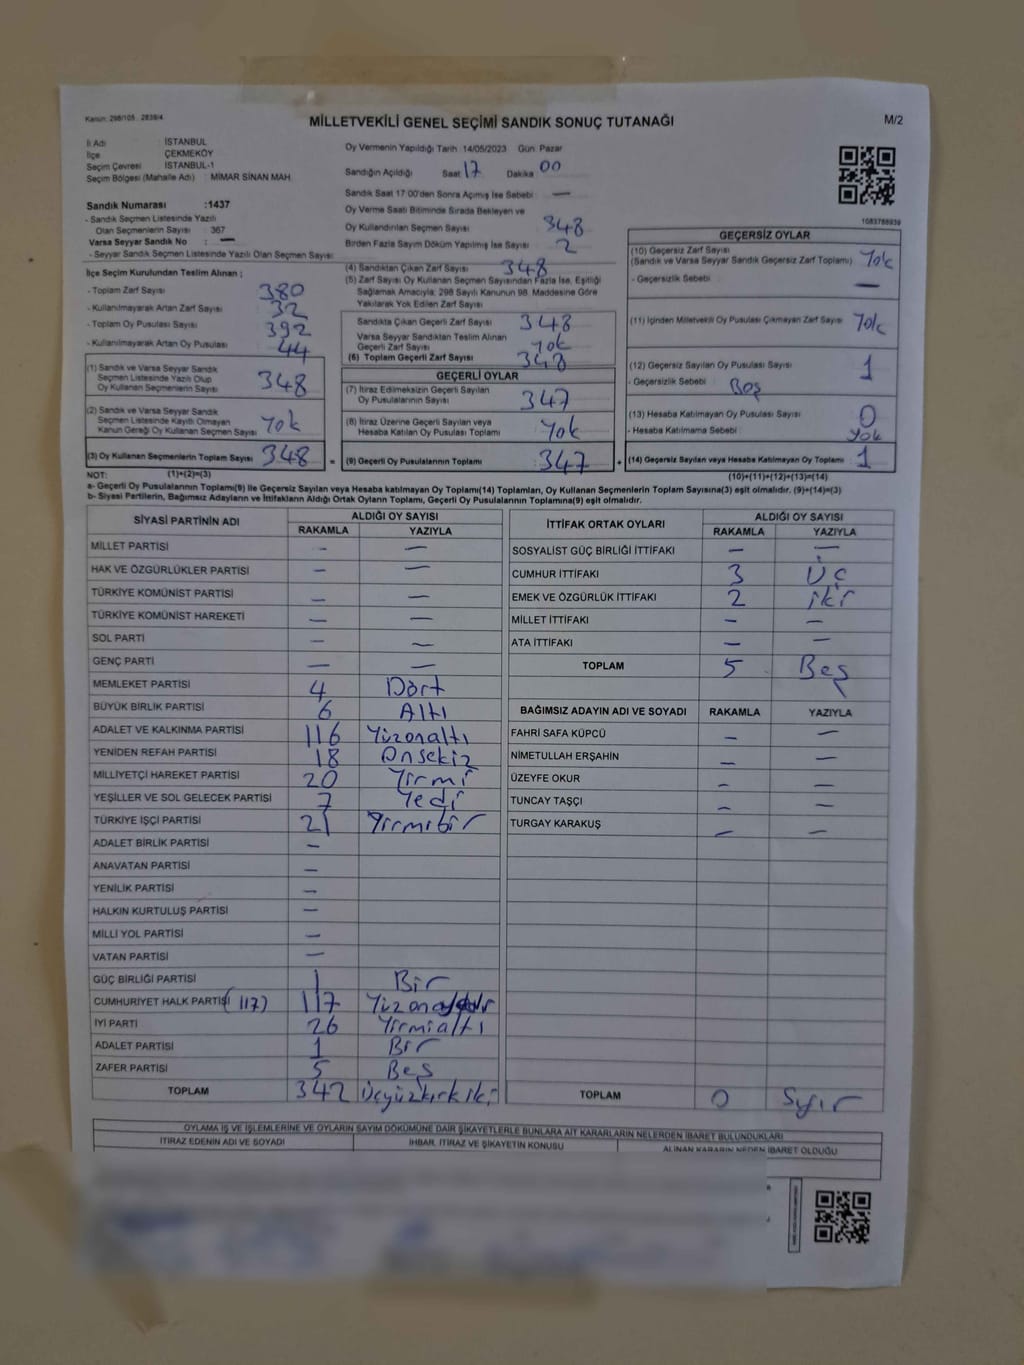 Kanun: 298/105 , 2839/4
MİLLETVEKİLİ GENEL SEÇİMİ SANDIK SONUÇ TUTANAĞI
M/2
İl Adı : İSTANBUL
İlçe : ÇEKMEKÖY
Seçim Çevresi : İSTANBUL-1
Seçim Bölgesi (Mahalle Adı) : MİMAR SİNAN MAH.
Sandık Numarası :1437
- Sandık Seçmen Listesinde Yazılı
Olan Seçmenlerin Sayısı : 367
Varsa Seyyar Sandık No : —
- Seyyar Sandık Seçmen Listesinde Yazılı Olan Seçmen Sayısı:
Oy Vermenin Yapıldığı Tarih 14/05/2023 Gün Pazar
Sandığın Açıldığı Saat 17 Dakika 00
Sandık Saat 17:00'den Sonra Açılmış İse Sebebi : —
Oy Verme Saati Bitiminde Sırada Bekleyen ve
Oy Kullandırılan Seçmen Sayısı : 348
Birden Fazla Sayım Döküm Yapılmış İse Sayısı : 2
1083786939
İlçe Seçim Kurulundan Teslim Alınan ;
- Toplam Zarf Sayısı : 380
- Kullanılmayarak Artan Zarf Sayısı : 32
- Toplam Oy Pusulası Sayısı : 392
- Kullanılmayarak Artan Oy Pusulası : 44
(1) Sandık ve Varsa Seyyar Sandık
Seçmen Listesinde Yazılı Olup
Oy Kullanan Seçmenlerin Sayısı : 348
(2) Sandık ve Varsa Seyyar Sandık
Seçmen Listesinde Kayıtlı Olmayan
Kanun Gereği Oy Kullanan Seçmen Sayısı : Yok
(3) Oy Kullanan Seçmenlerin Toplam Sayısı : 348
(4) Sandıktan Çıkan Zarf Sayısı : 348
(5) Zarf Sayısı Oy Kullanan Seçmen Sayısından Fazla İse, Eşitliği
Sağlamak Amacıyla; 298 Sayılı Kanunun 98. Maddesine Göre
Yakılarak Yok Edilen Zarf Sayısı :
Sandıkta Çıkan Geçerli Zarf Sayısı : 348
Varsa Seyyar Sandıktan Teslim Alınan
Geçerli Zarf Sayısı : Yok
(6) Toplam Geçerli Zarf Sayısı : 348
GEÇERLİ OYLAR
(7) İtiraz Edilmeksizin Geçerli Sayılan
Oy Pusulalarının Sayısı : 347
(8) İtiraz Üzerine Geçerli Sayılan veya
Hesaba Katılan Oy Pusulaları Toplamı : Yok
= (9) Geçerli Oy Pusulalarının Toplamı : 347
GEÇERSİZ OYLAR
(10) Geçersiz Zarf Sayısı
(Sandık ve Varsa Seyyar Sandık Geçersiz Zarf Toplamı) : Yok
- Geçersizlik Sebebi : —
(11) İçinden Milletvekili Oy Pusulası Çıkmayan Zarf Sayısı : Yok
(12) Geçersiz Sayılan Oy Pusulası Sayısı : 1
- Geçersizlik Sebebi : Boş
(13) Hesaba Katılmayan Oy Pusulası Sayısı : 0
- Hesaba Katılmama Sebebi : Yok
+ (14) Geçersiz Sayılan veya Hesaba Katılmayan Oy Toplamı : 1
NOT: (1)+(2)=(3) (10)+(11)+(12)+(13)=(14)
a- Geçerli Oy Pusulalarının Toplamı(9) ile Geçersiz Sayılan veya Hesaba katılmayan Oy Toplamı(14) Toplamları, Oy Kullanan Seçmenlerin Toplam Sayısına(3) eşit olmalıdır. (9)+(14)=(3)
b- Siyasi Partilerin, Bağımsız Adayların ve İttifakların Aldığı Ortak Oyların Toplamı, Geçerli Oy Pusulalarının Toplamına(9) eşit olmalıdır.
SİYASİ PARTİNİN ADI ALDIĞI OY SAYISI
RAKAMLA YAZIYLA
MİLLET PARTİSİ — —
HAK VE ÖZGÜRLÜKLER PARTİSİ — —
TÜRKİYE KOMÜNİST PARTİSİ — —
TÜRKİYE KOMÜNİST HAREKETİ — —
SOL PARTİ — —
GENÇ PARTİ — —
MEMLEKET PARTİSİ 4 Dört
BÜYÜK BİRLİK PARTİSİ 6 Altı
ADALET VE KALKINMA PARTİSİ 116 Yüzonaltı
YENİDEN REFAH PARTİSİ 18 Onsekiz
MİLLİYETÇİ HAREKET PARTİSİ 20 Yirmi
YEŞİLLER VE SOL GELECEK PARTİSİ 7 Yedi
TÜRKİYE İŞÇİ PARTİSİ 21 Yirmibir
ADALET BİRLİK PARTİSİ —
ANAVATAN PARTİSİ —
YENİLİK PARTİSİ —
HALKIN KURTULUŞ PARTİSİ —
MİLLİ YOL PARTİSİ —
VATAN PARTİSİ —
GÜÇ BİRLİĞİ PARTİSİ 1 Bir
CUMHURİYET HALK PARTİSİ (117) 117
İYİ PARTİ 26 Yirmialtı
ADALET PARTİSİ 1 Bir
ZAFER PARTİSİ 5 Beş
TOPLAM 342 Üçyüzkırkiki
İTTİFAK ORTAK OYLARI ALDIĞI OY SAYISI
RAKAMLA YAZIYLA
SOSYALİST GÜÇ BİRLİĞİ İTTİFAKI — —
CUMHUR İTTİFAKI 3 Üç
EMEK VE ÖZGÜRLÜK İTTİFAKI 2 iki
MİLLET İTTİFAKI — —
ATA İTTİFAKI — —
TOPLAM 5 Beş
BAĞIMSIZ ADAYIN ADI VE SOYADI RAKAMLA YAZIYLA
FAHRİ SAFA KÜPCÜ — —
NİMETULLAH ERŞAHİN — —
ÜZEYFE OKUR — —
TUNCAY TAŞÇI — —
TURGAY KARAKUŞ — —
TOPLAM 0 Sıfır
OYLAMA İŞ VE İŞLEMLERİNE VE OYLARIN SAYIM DÖKÜMÜNE DAİR ŞİKAYETLERLE BUNLARA AİT KARARLARIN NELERDEN İBARET BULUNDUKLARI
İTİRAZ EDENİN ADI VE SOYADI İHBAR, İTİRAZ VE ŞİKAYETİN KONUSU ALINAN KARARIN NEDEN İBARET OLDUĞU